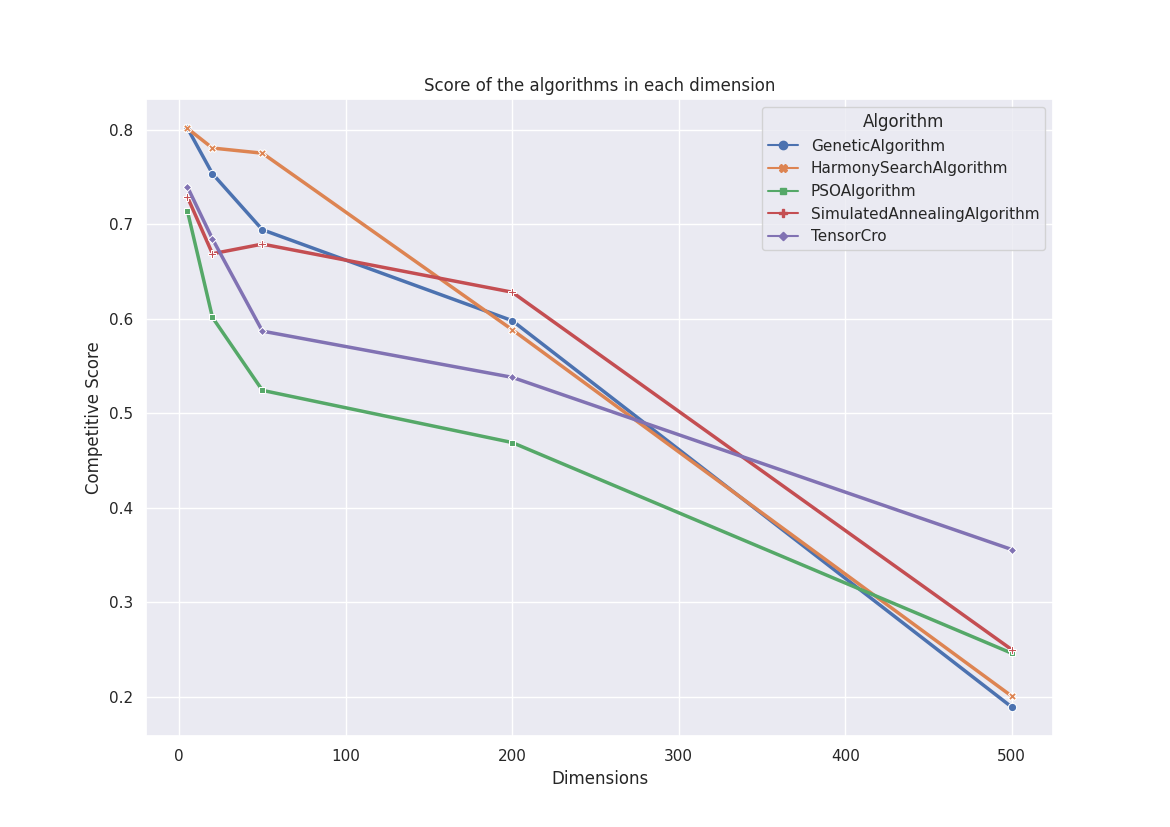 Score of the algorithms in each dimension
Algorithm
GeneticAlgorithm
HarmonySearchAlgorithm
PSOAlgorithm
SimulatedAnnealingAlgorithm
TensorCro
Competitive Score
0.8
0.7
0.6
0.5
0.4
0.3
0.2
0 100 200 300 400 500
Dimensions